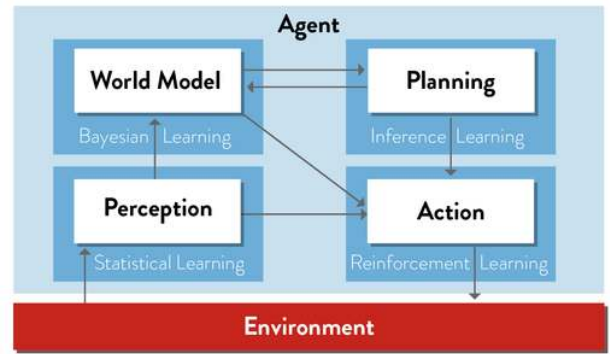 Agent
World Model
Bayesian Learning
Planning
Inference Learning
Perception
Statistical Learning
Action
Reinforcement Learning
Environment